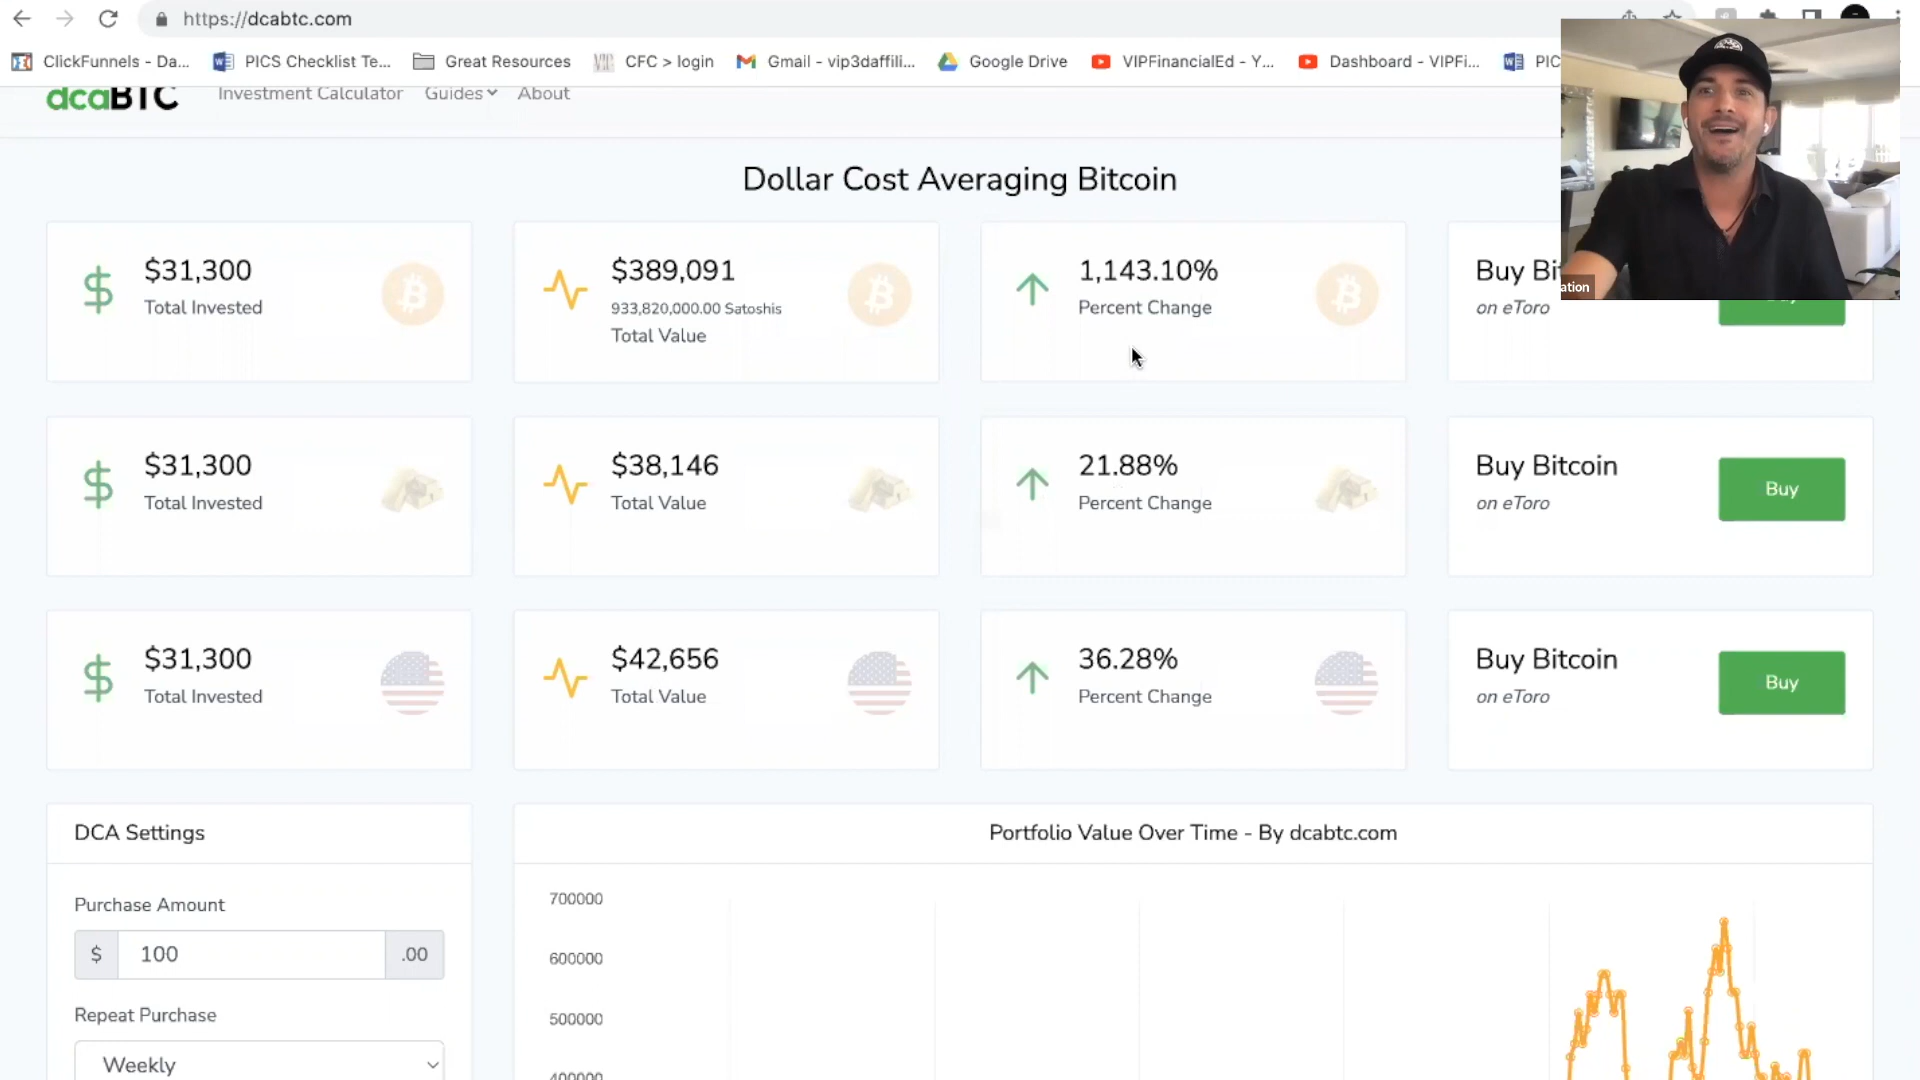 https://dcabtc.com
ClickFunnels - Da...
PICS Checklist Te...
Great Resources
CFC > login
Gmail - vip3daffili...
Google Drive
VIPFinancialEd - Y...
Dashboard - VIPFi...
PIC
dcaBTC
Investment Calculator
Guides
About
Dollar Cost Averaging Bitcoin
$31,300
Total Invested
$389,091
933,820,000.00 Satoshis
Total Value
1,143.10%
Percent Change
Buy Bi
on eToro
ation
$31,300
Total Invested
$38,146
Total Value
21.88%
Percent Change
Buy Bitcoin
on eToro
Buy
$31,300
Total Invested
$42,656
Total Value
36.28%
Percent Change
Buy Bitcoin
on eToro
Buy
DCA Settings
Purchase Amount
$ 100 .00
Repeat Purchase
Weekly
Portfolio Value Over Time - By dcabtc.com
700000
600000
500000
400000